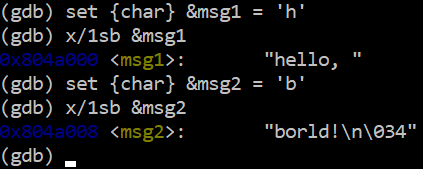 (gdb) set {char} &msg1 = 'h'
(gdb) x/1sb &msg1
0x804a000 <msg1>:        "hello, "
(gdb) set {char} &msg2 = 'b'
(gdb) x/1sb &msg2
0x804a008 <msg2>:        "borld!\n\034"
(gdb)